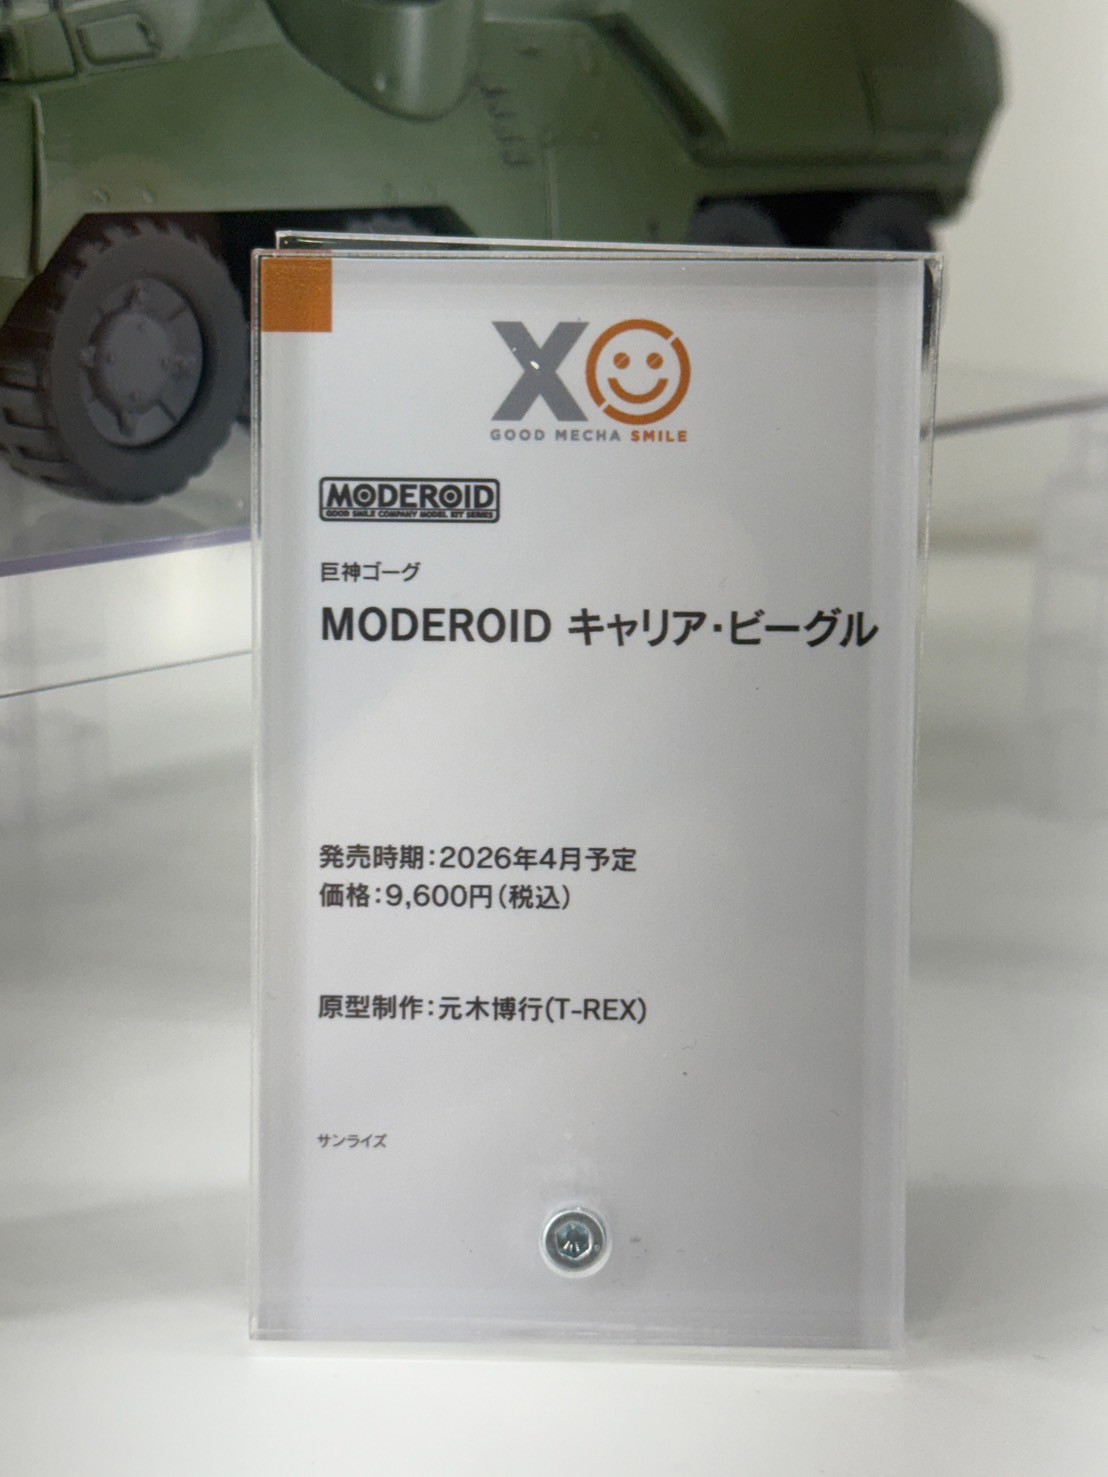 XO
GOOD MECHA SMILE
MODEROID
GOOD SMILE COMPANY MODEL KIT SERIES
巨神ゴーグ
MODEROID キャリア・ビーグル
発売時期：2026年4月予定
価格：9,600円（税込）
原型制作：元木博行(T-REX)
サンライズ